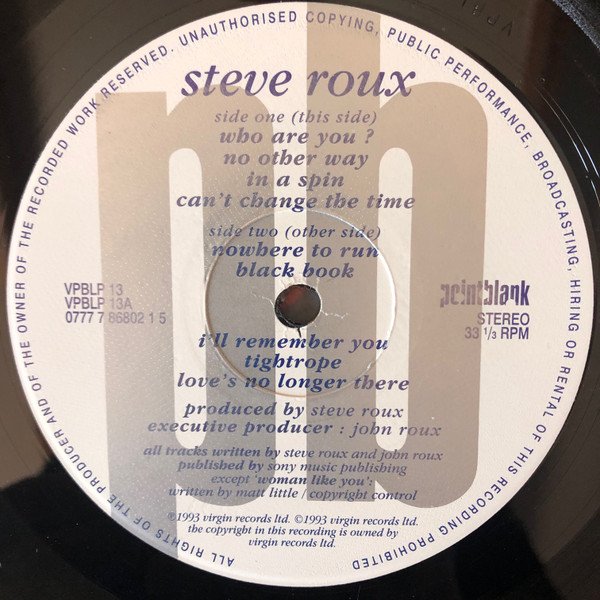 ALL RIGHTS OF THE PRODUCER AND OF THE OWNER OF THE RECORDED WORK RESERVED. UNAUTHORISED COPYING, PUBLIC PERFORMANCE, BROADCASTING, HIRING OR RENTAL OF THIS RECORDING PROHIBITED
steve roux
side one (this side)
who are you ?
no other way
in a spin
can't change the time
side two (other side)
nowhere to run
black book
VPBLP 13
VPBLP 13A
0777 7 86802 1 5
pointblank
STEREO
33 1/3 RPM
i'll remember you
tightrope
love's no longer there
produced by steve roux
executive producer : john roux
all tracks written by steve roux and john roux
published by sony music publishing
except 'woman like you':
written by matt little / copyright control
℗1993 virgin records ltd. ©1993 virgin records ltd.
the copyright in this recording is owned by
virgin records ltd.